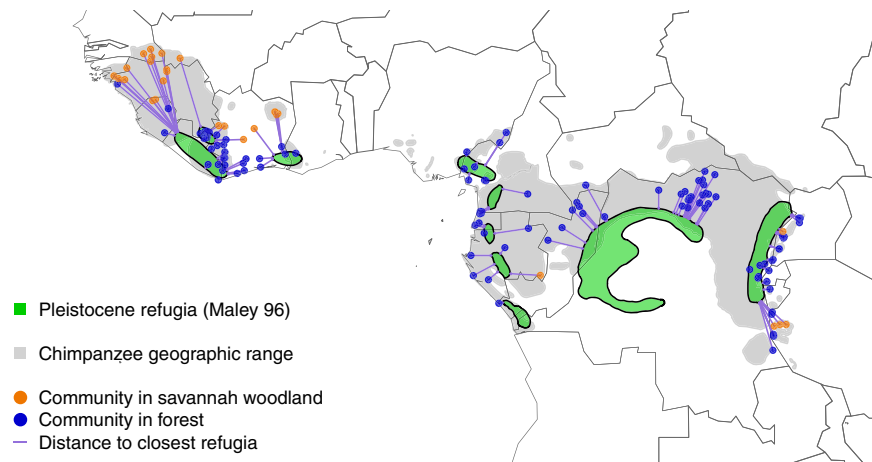 Pleistocene refugia (Maley 96)
Chimpanzee geographic range
Community in savannah woodland
Community in forest
Distance to closest refugia